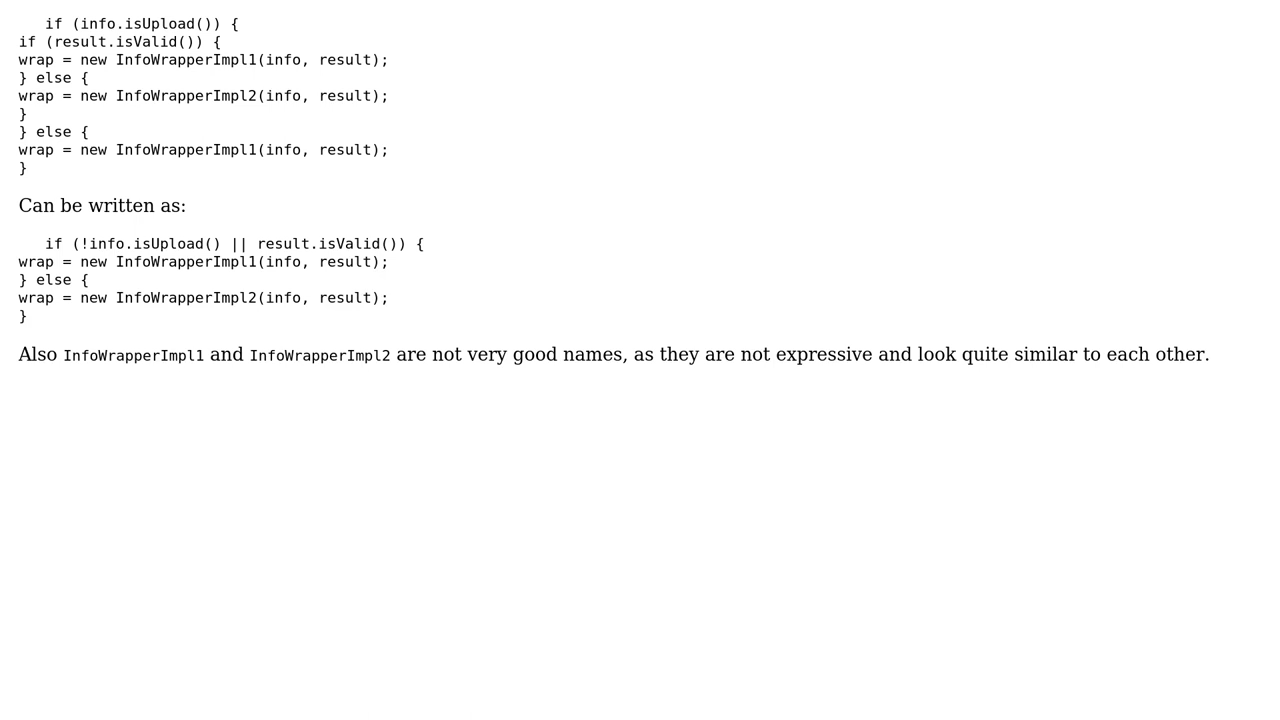 if (info.isUpload()) {
if (result.isValid()) {
wrap = new InfoWrapperImpl1(info, result);
} else {
wrap = new InfoWrapperImpl2(info, result);
}
} else {
wrap = new InfoWrapperImpl1(info, result);
}
Can be written as:
   if (!info.isUpload() || result.isValid()) {
wrap = new InfoWrapperImpl1(info, result);
} else {
wrap = new InfoWrapperImpl2(info, result);
}
Also InfoWrapperImpl1 and InfoWrapperImpl2 are not very good names, as they are not expressive and look quite similar to each other.